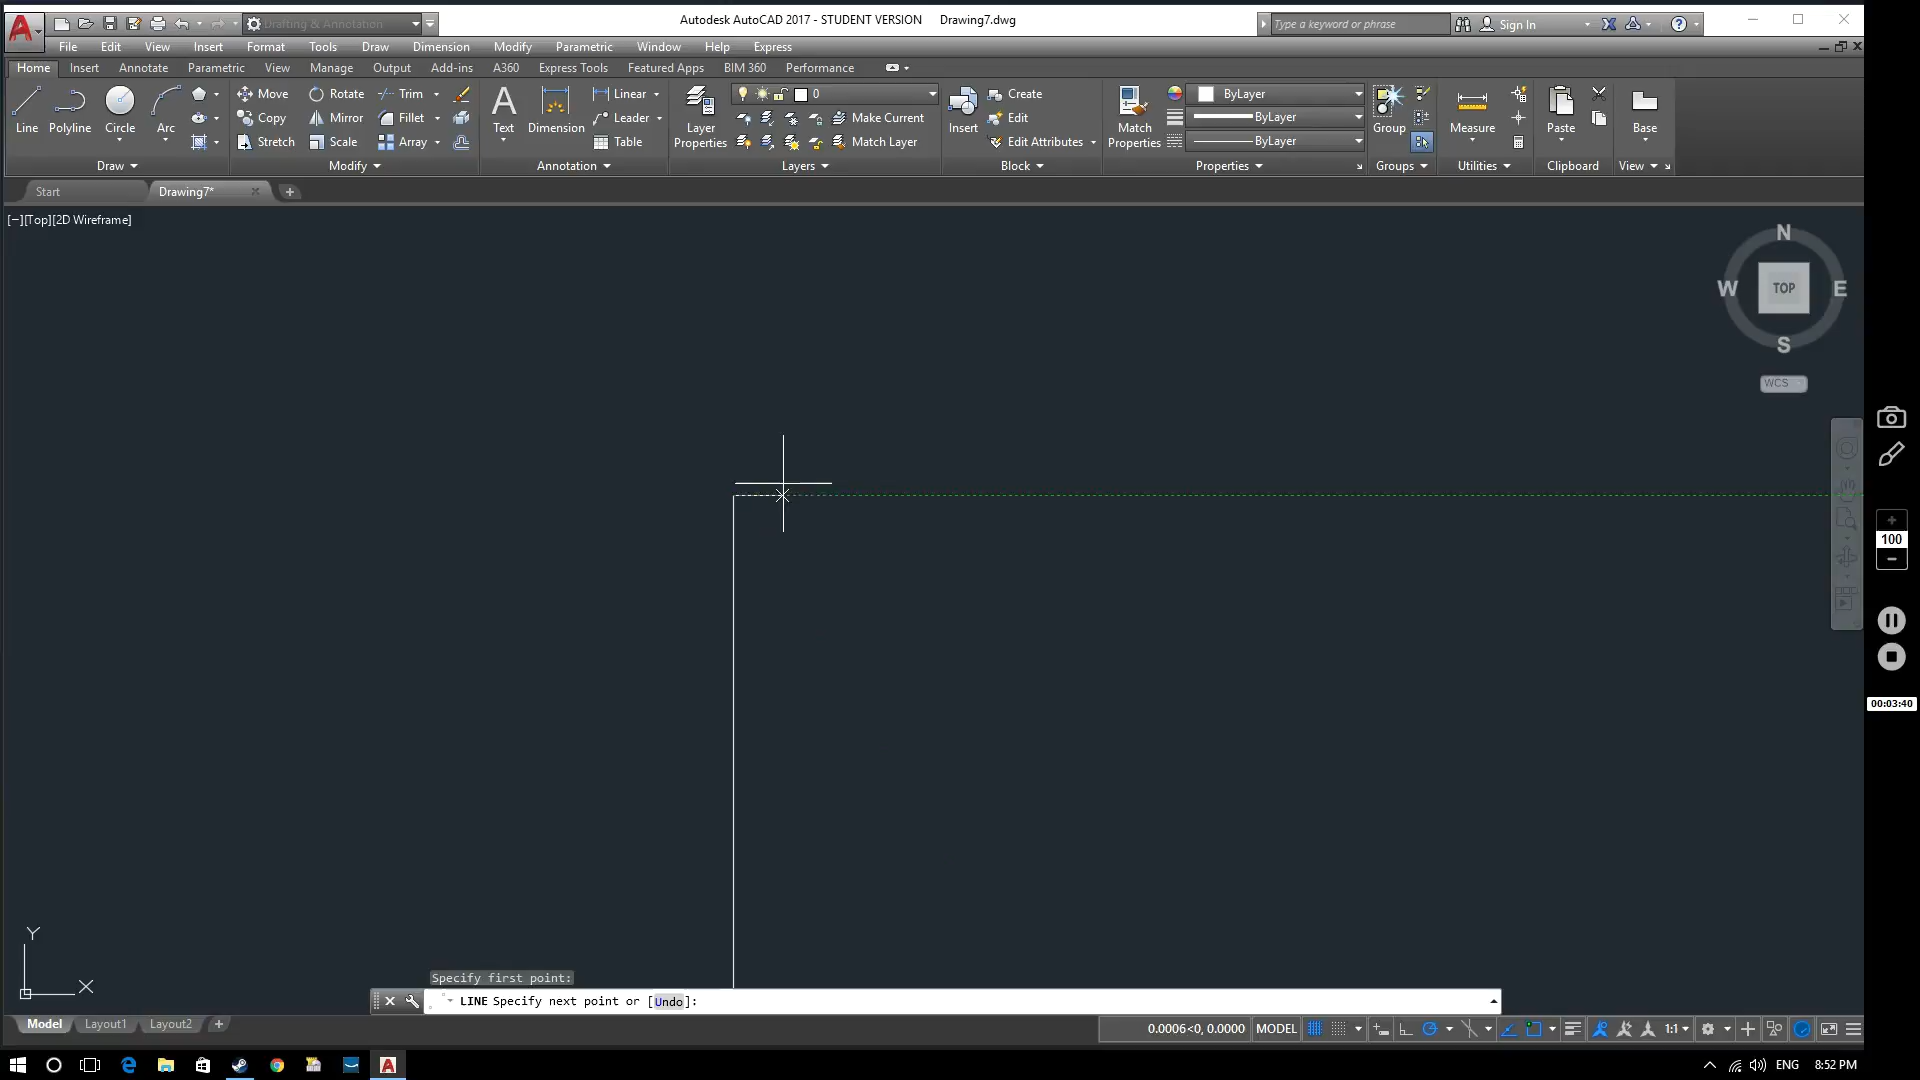 Drafting & Annotation
Autodesk AutoCAD 2017 - STUDENT VERSION Drawing7.dwg
Type a keyword or phrase
Sign In
File Edit View Insert Format Tools Draw Dimension Modify Parametric Window Help Express
Home Insert Annotate Parametric View Manage Output Add-ins A360 Express Tools Featured Apps BIM 360 Performance
Line Polyline Circle Arc
Move Rotate Trim
Copy Mirror Fillet
Stretch Scale Array
Text Dimension
Linear
Leader
Table
Layer Properties
0
Make Current
Match Layer
Insert
Create
Edit
Edit Attributes
Match Properties
ByLayer
ByLayer
ByLayer
Group
Measure
Paste
Base
Draw Modify Annotation Layers Block Properties Groups Utilities Clipboard View
Start Drawing7*
[−][Top][2D Wireframe]
N
W TOP E
S
WCS
100
00:03:40
Y
X
Specify first point:
LINE Specify next point or [Undo]:
Model Layout1 Layout2
0.0006<0, 0.0000 MODEL 1:1
ENG 8:52 PM